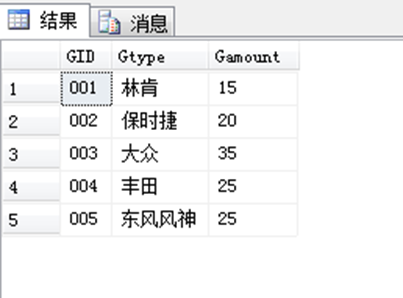 结果 消息
GID Gtype Gamount
1 001 林肯 15
2 002 保时捷 20
3 003 大众 35
4 004 丰田 25
5 005 东风风神 25